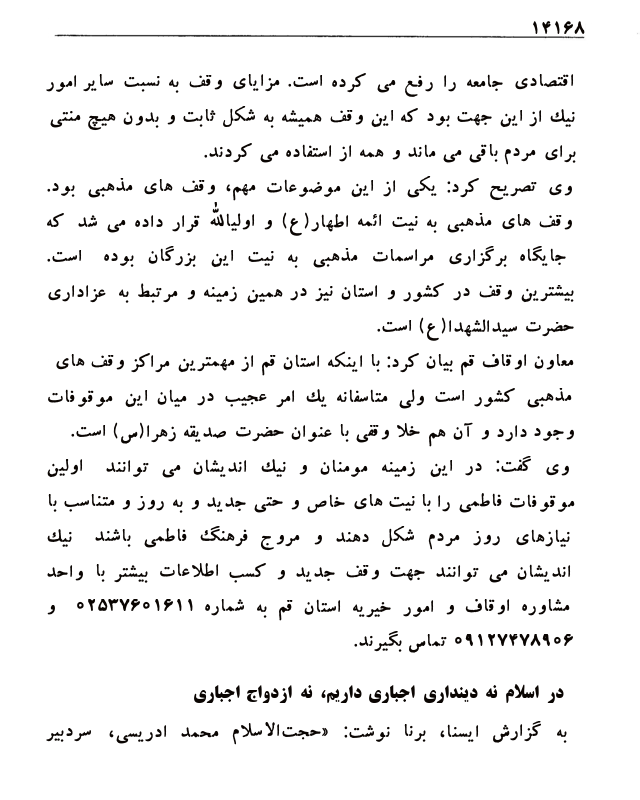 ۱۴۱۶۸
اقتصادی جامعه را رفع می کرده است. مزایای وقف به نسبت سایر امور
نیك از این جهت بود که این وقف همیشه به شکل ثابت و بدون هیچ منتی
برای مردم باقی می ماند و همه از استفاده می کردند.
وی تصریح کرد: یکی از این موضوعات مهم، وقف های مذهبی بود.
وقف های مذهبی به نیت ائمه اطهار(ع) و اولیاالله قرار داده می شد که
جایگاه برگزاری مراسمات مذهبی به نیت این بزرگان بوده است.
بیشترین وقف در کشور و استان نیز در همین زمینه و مرتبط به عزاداری
حضرت سیدالشهدا(ع) است.
معاون اوقاف قم بیان کرد: با اینکه استان قم از مهمترین مراکز وقف های
مذهبی کشور است ولی متاسفانه یك امر عجیب در میان این موقوفات
وجود دارد و آن هم خلا وقفی با عنوان حضرت صدیقه زهرا(س) است.
وی گفت: در این زمینه مومنان و نیك اندیشان می توانند اولین
موقوفات فاطمی را با نیت های خاص و حتی جدید و به روز و متناسب با
نیازهای روز مردم شکل دهند و مروج فرهنگ فاطمی باشند نیك
اندیشان می توانند جهت وقف جدید و کسب اطلاعات بیشتر با واحد
مشاوره اوقاف و امور خیریه استان قم به شماره ۰۲۵۳۷۶۰۱۶۱۱ و
۰۹۱۲۷۴۷۸۹۰۶ تماس بگیرند.
در اسلام نه دینداری اجباری داریم، نه ازدواج اجباری
به گزارش ایسنا، برنا نوشت: «حجت‌الاسلام محمد ادریسی، سردبیر